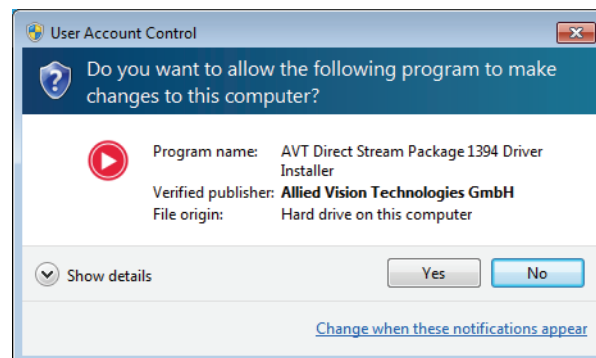 User Account Control
Do you want to allow the following program to make
changes to this computer?
Program name: AVT Direct Stream Package 1394 Driver
Installer
Verified publisher: Allied Vision Technologies GmbH
File origin: Hard drive on this computer
Show details Yes No
Change when these notifications appear